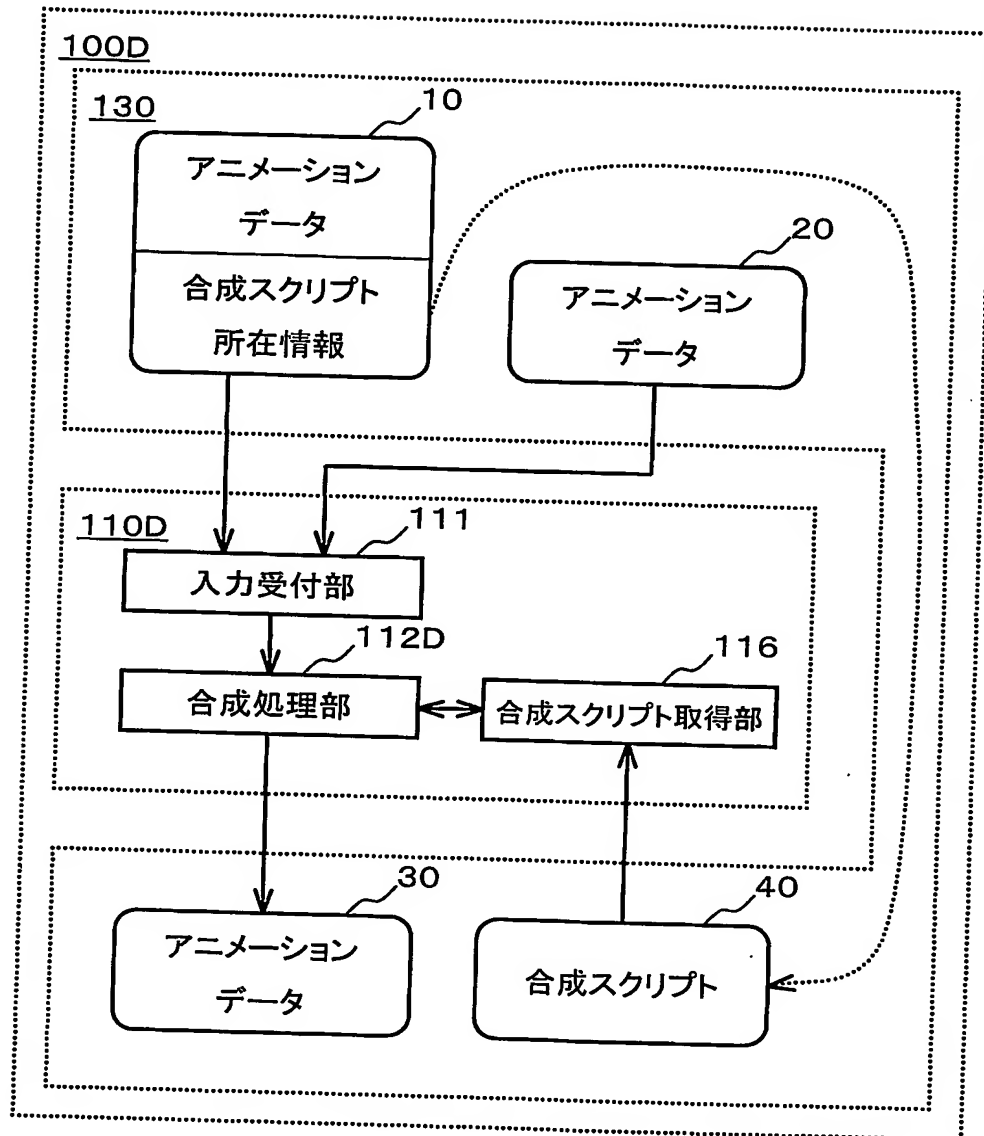 100D
130
10
アニメーション
データ
合成スクリプト
所在情報
20
アニメーション
データ
110D
111
入力受付部
112D
合成処理部
116
合成スクリプト取得部
30
アニメーション
データ
40
合成スクリプト